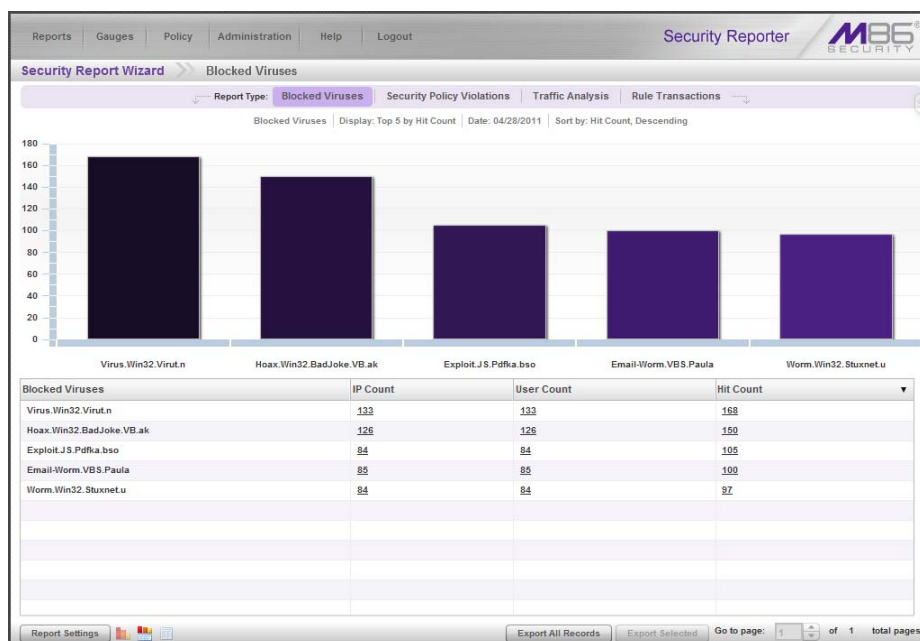 Reports Gauges Policy Administration Help Logout Security Reporter M86 SECURITY
Security Report Wizard Blocked Viruses
Report Type: Blocked Viruses Security Policy Violations Traffic Analysis Rule Transactions
Blocked Viruses Display: Top 5 by Hit Count Date: 04/28/2011 Sort by: Hit Count, Descending
180
160
140
120
100
80
60
40
20
0
Virus.Win32.Virut.n Hoax.Win32.BadJoke.VB.ak Exploit.JS.Pdfka.bso Email-Worm.VBS.Paula Worm.Win32.Stuxnet.u
Blocked Viruses IP Count User Count Hit Count
Virus.Win32.Virut.n 133 133 168
Hoax.Win32.BadJoke.VB.ak 126 126 150
Exploit.JS.Pdfka.bso 84 84 105
Email-Worm.VBS.Paula 85 85 100
Worm.Win32.Stuxnet.u 84 84 97
Report Settings Export All Records Export Selected Go to page: 1 of 1 total pages